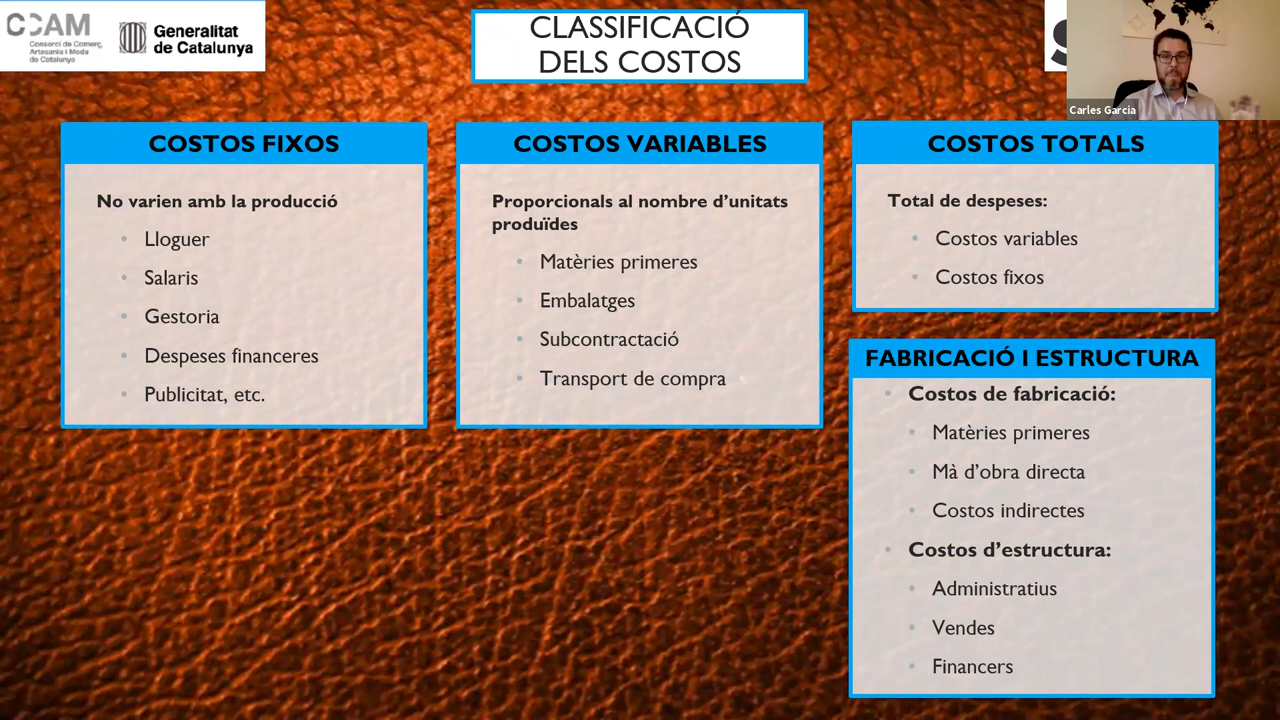 CCAM
Consorci de Comerç,
Artesania i Moda
de Catalunya
Generalitat
de Catalunya
CLASSIFICACIÓ
DELS COSTOS
Carles Garcia
COSTOS FIXOS
No varien amb la producció
Lloguer
Salaris
Gestoria
Despeses financeres
Publicitat, etc.
COSTOS VARIABLES
Proporcionals al nombre d’unitats
produïdes
Matèries primeres
Embalatges
Subcontractació
Transport de compra
COSTOS TOTALS
Total de despeses:
Costos variables
Costos fixos
FABRICACIÓ I ESTRUCTURA
Costos de fabricació:
Matèries primeres
Mà d’obra directa
Costos indirectes
Costos d’estructura:
Administratius
Vendes
Financers